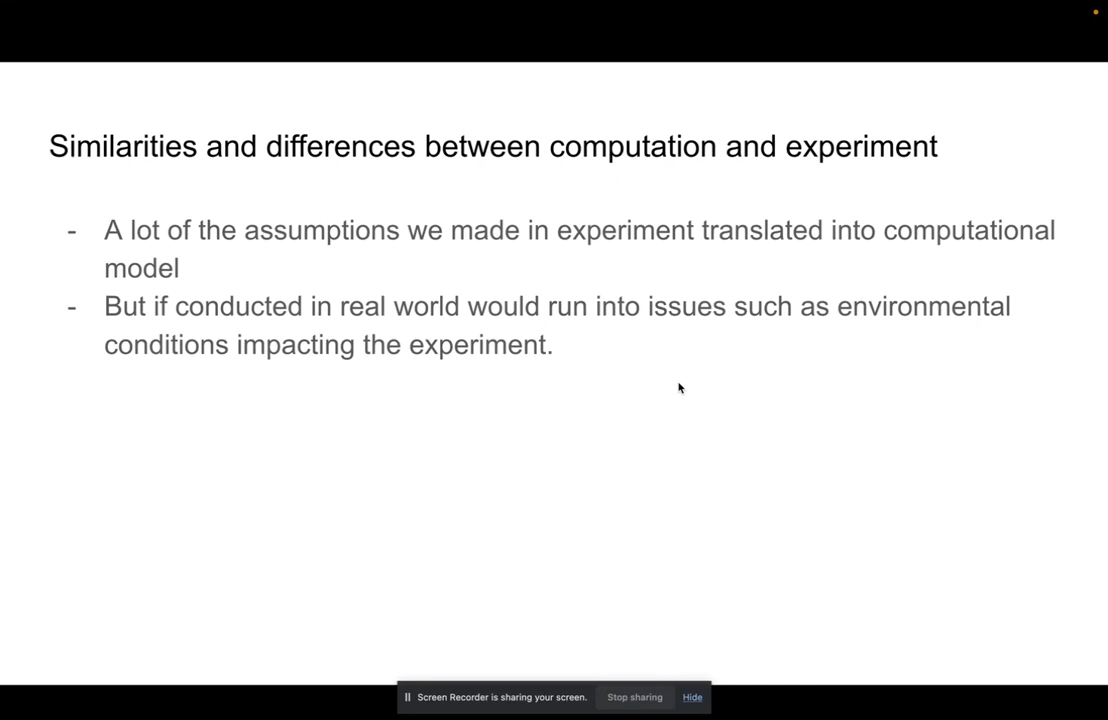 Similarities and differences between computation and experiment
- A lot of the assumptions we made in experiment translated into computational
model
- But if conducted in real world would run into issues such as environmental
conditions impacting the experiment.
Screen Recorder is sharing your screen. Stop sharing Hide